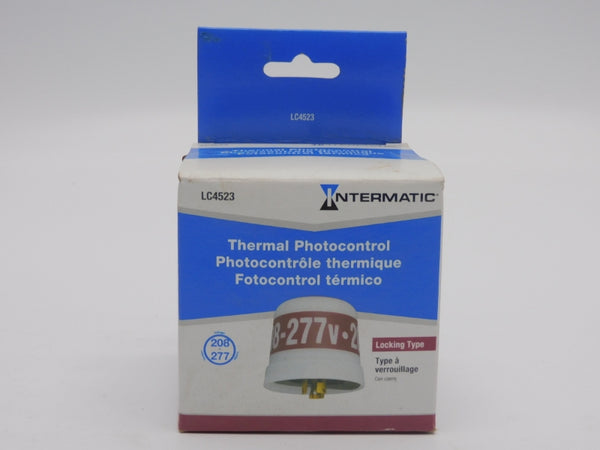 LC4523
LC4523
INTERMATIC
Thermal Photocontrol
Photocontrôle thermique
Fotocontrol térmico
208
277
8-277v·2
Locking Type
Type à
verrouillage